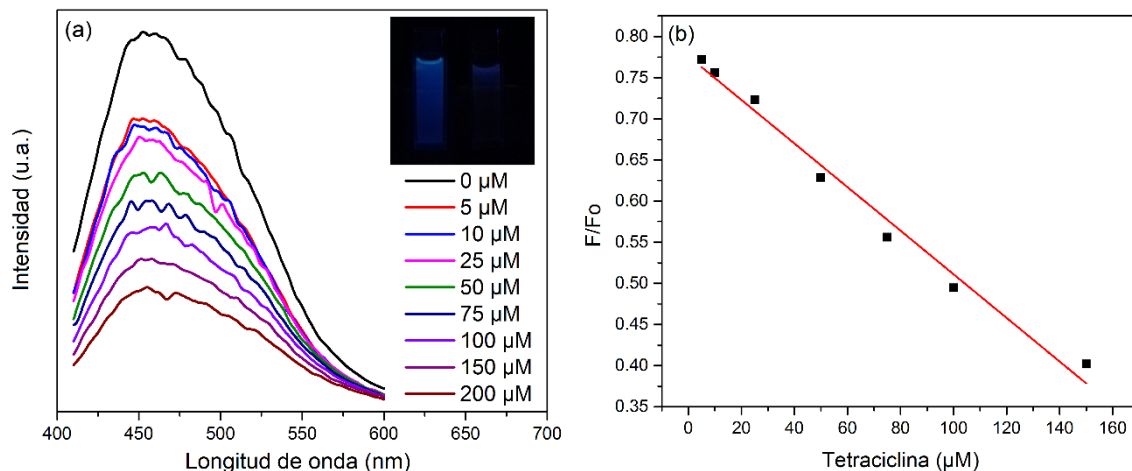 (a)
Intensidad (u.a.)
0 µM
5 µM
10 µM
25 µM
50 µM
75 µM
100 µM
150 µM
200 µM
400 450 500 550 600 650 700
Longitud de onda (nm)
(b)
F/Fo
0.80
0.75
0.70
0.65
0.60
0.55
0.50
0.45
0.40
0.35
0 20 40 60 80 100 120 140 160
Tetraciclina (µM)